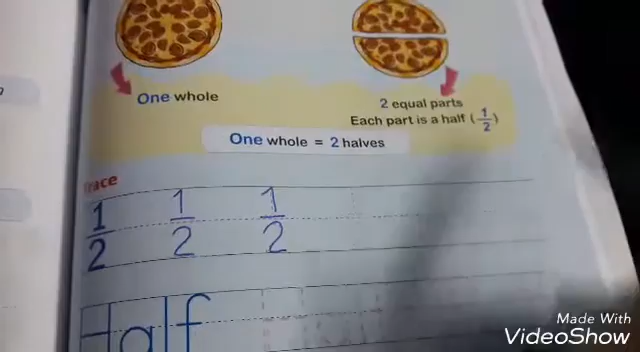 One whole
2 equal parts
Each part is a half (1/2)
One whole = 2 halves
Trace
1/2 1/2 1/2
Half
Made With
VideoShow